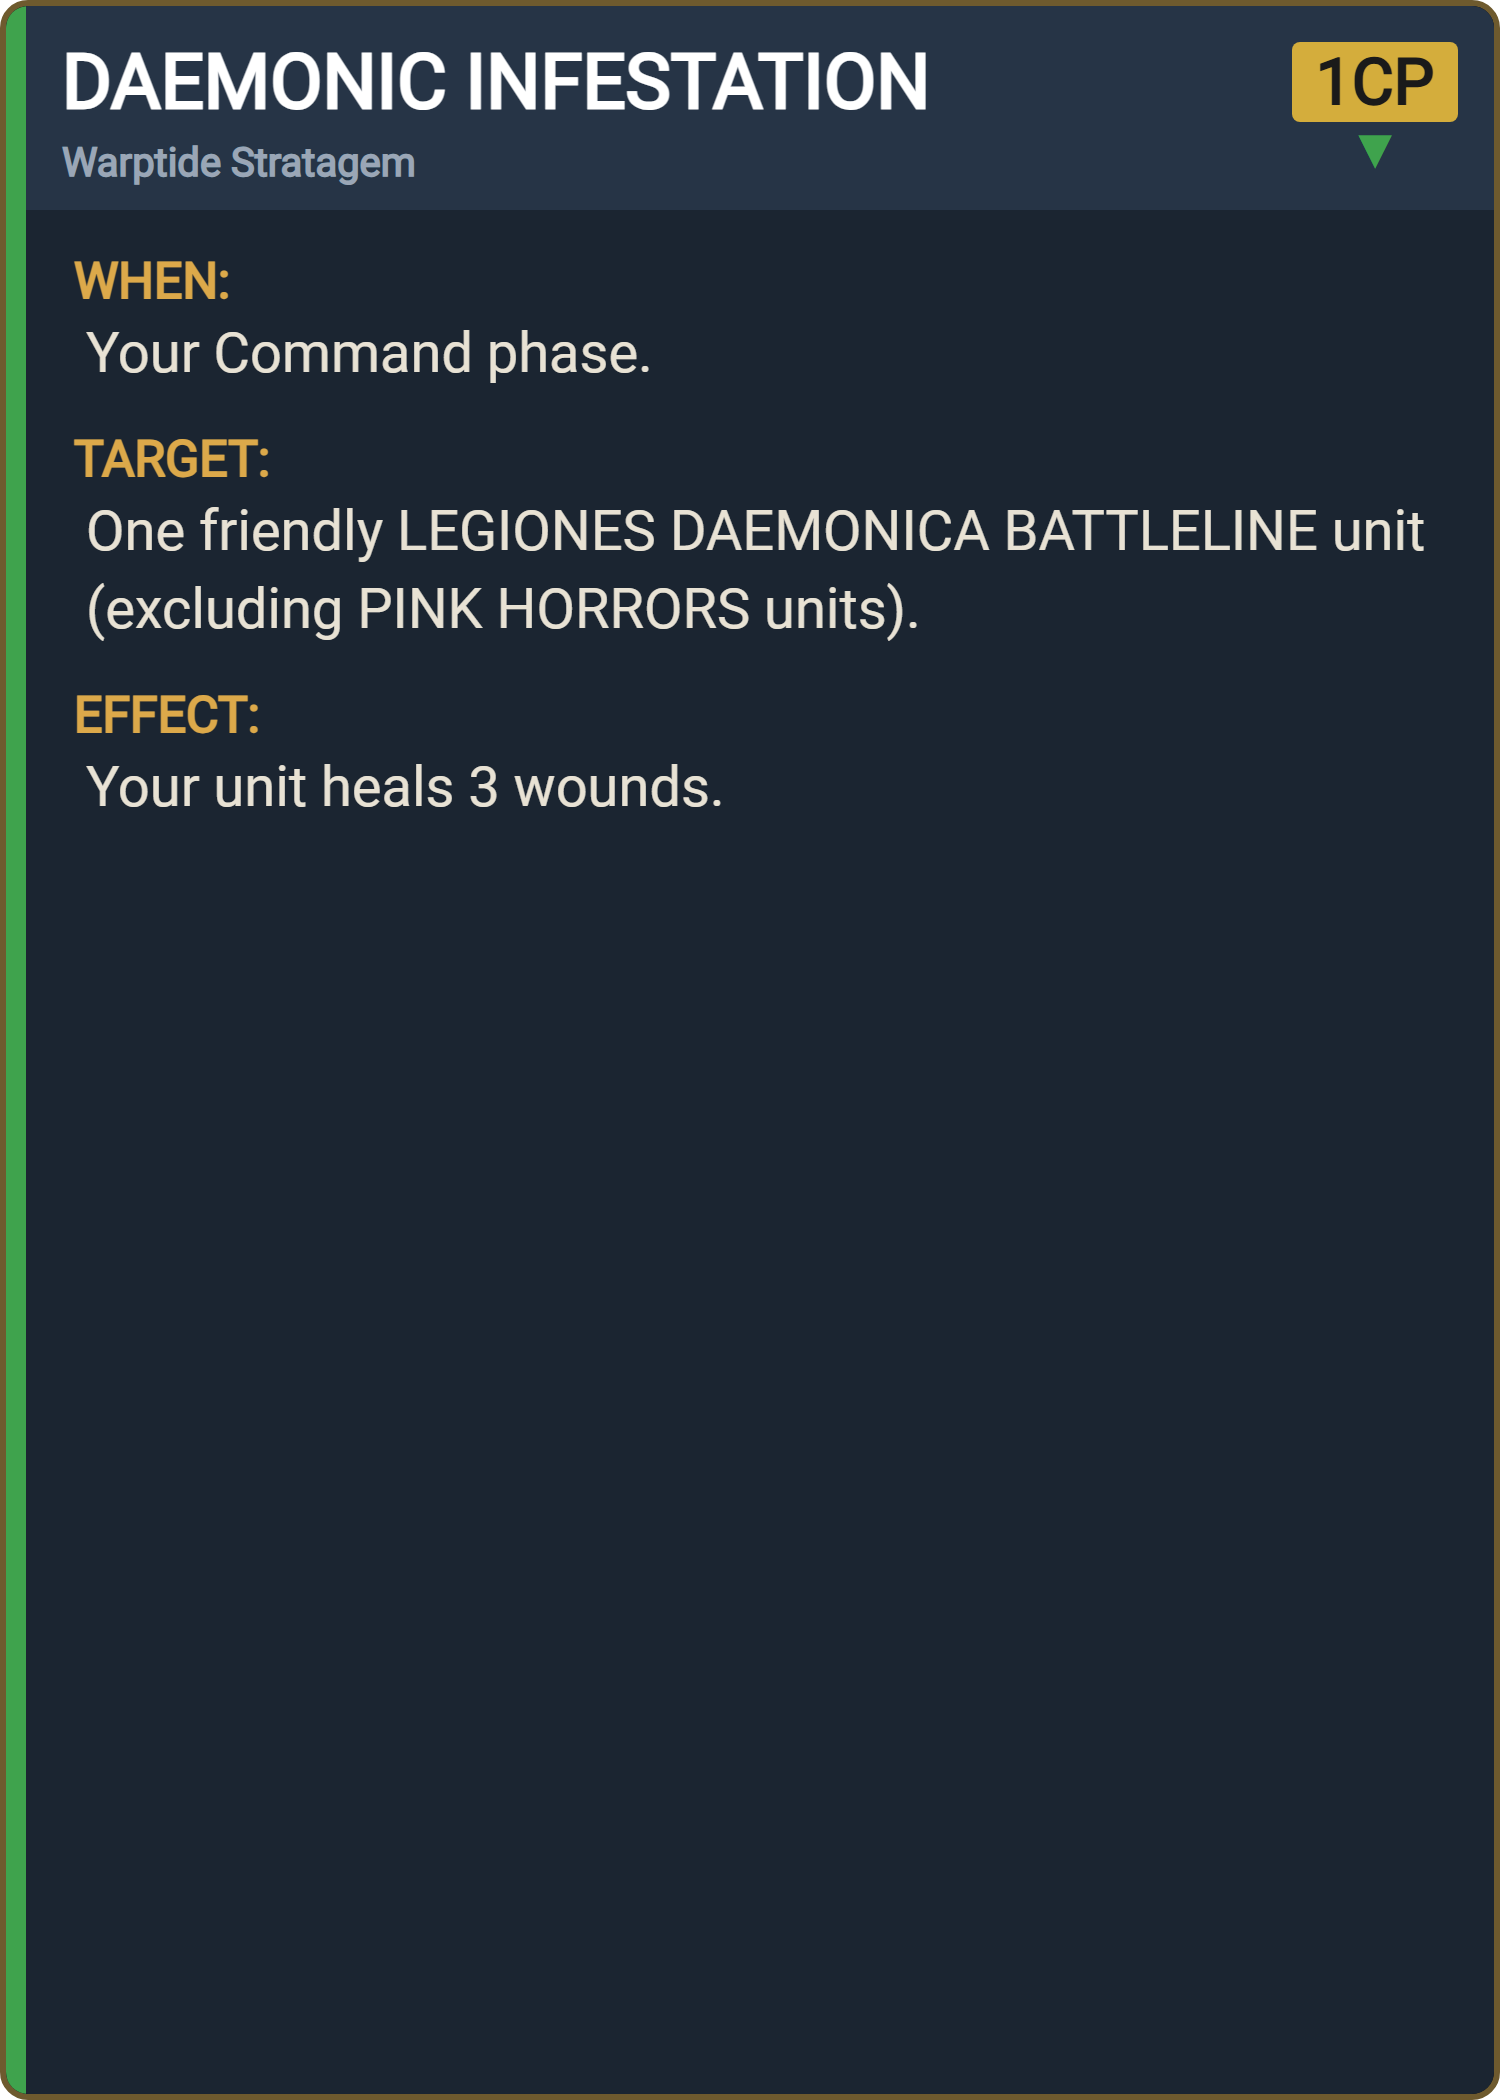 DAEMONIC INFESTATION
1CP
Warptide Stratagem
WHEN:
Your Command phase.
TARGET:
One friendly LEGIONES DAEMONICA BATTLELINE unit
(excluding PINK HORRORS units).
EFFECT:
Your unit heals 3 wounds.